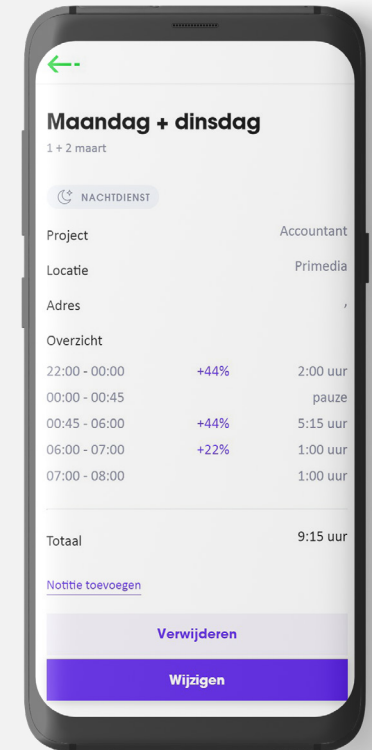 Maandag + dinsdag
1 + 2 maart
NACHTDIENST
Project Accountant
Locatie Primedia
Adres ,
Overzicht
22:00 - 00:00 +44% 2:00 uur
00:00 - 00:45 pauze
00:45 - 06:00 +44% 5:15 uur
06:00 - 07:00 +22% 1:00 uur
07:00 - 08:00 1:00 uur
Totaal 9:15 uur
Notitie toevoegen
Verwijderen
Wijzigen